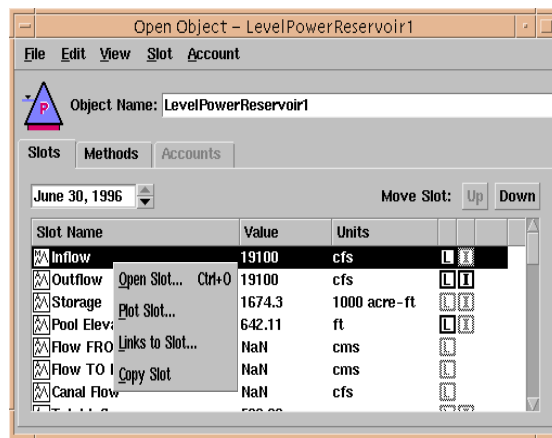 Open Object – LevelPowerReservoir1
File Edit View Slot Account
P Object Name: LevelPowerReservoir1
Slots Methods Accounts
June 30, 1996 Move Slot: Up Down
Slot Name Value Units
Inflow 19100 cfs L I
Outflow 19100 cfs L I
Storage 1674.3 1000 acre-ft L I
Pool Eleva 642.11 ft L I
Flow FRO NaN cms L
Flow TO NaN cms L
Canal Flow NaN cfs L
Open Slot... Ctrl+O
Plot Slot...
Links to Slot...
Copy Slot